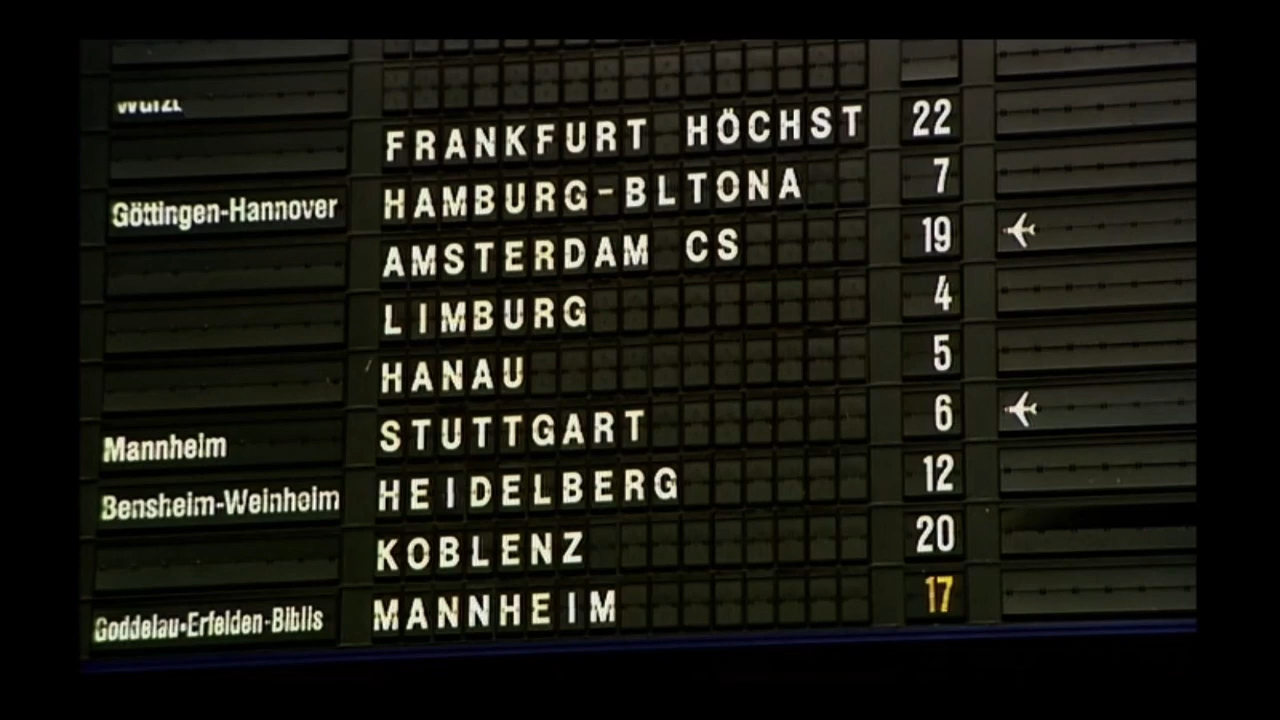 FRANKFURT HÖCHST 22
Göttingen-Hannover HAMBURG-BLTONA 7
AMSTERDAM CS 19
LIMBURG 4
HANAU 5
Mannheim STUTTGART 6
Bensheim-Weinheim HEIDELBERG 12
KOBLENZ 20
Goddelau-Erfelden-Biblis MANNHEIM 17